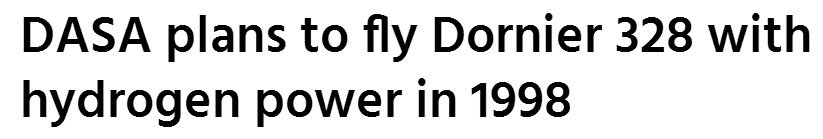 DASA plans to fly Dornier 328 with
hydrogen power in 1998